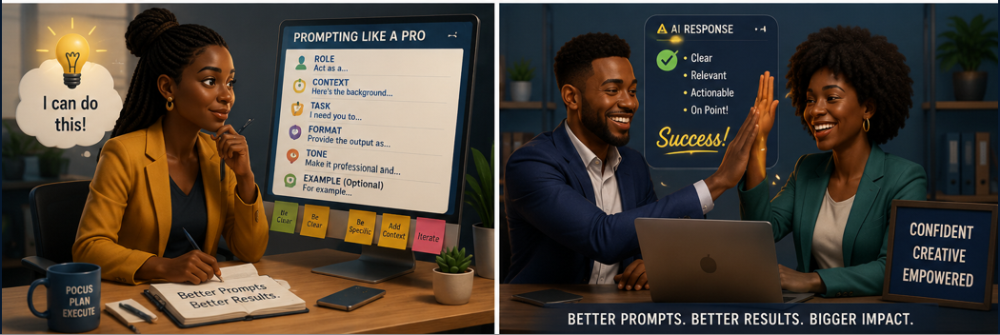 I can do
this!
PROMPTING LIKE A PRO
ROLE
Act as a...
CONTEXT
Here's the background...
TASK
I need you to...
FORMAT
Provide the output as...
TONE
Make it professional and...
EXAMPLE (Optional)
For example...
Be
Clear
Be
Clear
Be
Specific
Add
Context
Iterate
POCUS
PLAN
EXECUTE
Better Prompts
Better Results.
AI RESPONSE
Clear
Relevant
Actionable
On Point!
Success!
CONFIDENT
CREATIVE
EMPOWERED
BETTER PROMPTS. BETTER RESULTS. BIGGER IMPACT.